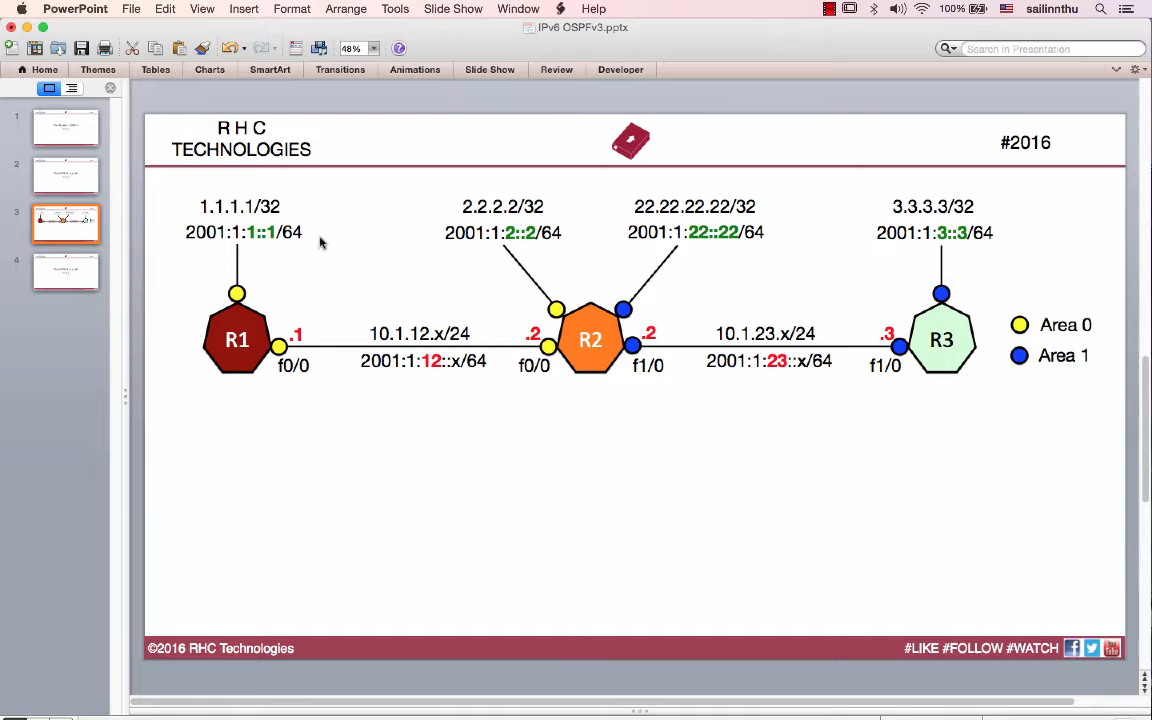 PowerPoint File Edit View Insert Format Arrange Tools Slide Show Window Help 100% sailinnthu
IPv6 OSPFv3.pptx
48% Search in Presentation
Home Themes Tables Charts SmartArt Transitions Animations Slide Show Review Developer
1
2
3
4
R H C
TECHNOLOGIES
#2016
1.1.1.1/32 2.2.2.2/32 22.22.22.22/32 3.3.3.3/32
2001:1:1::1/64 2001:1:2::2/64 2001:1:22::22/64 2001:1:3::3/64
R1 .1 10.1.12.x/24 .2 R2 .2 10.1.23.x/24 .3 R3 Area 0
f0/0 2001:1:12::x/64 f0/0 f1/0 2001:1:23::x/64 f1/0 Area 1
©2016 RHC Technologies #LIKE #FOLLOW #WATCH